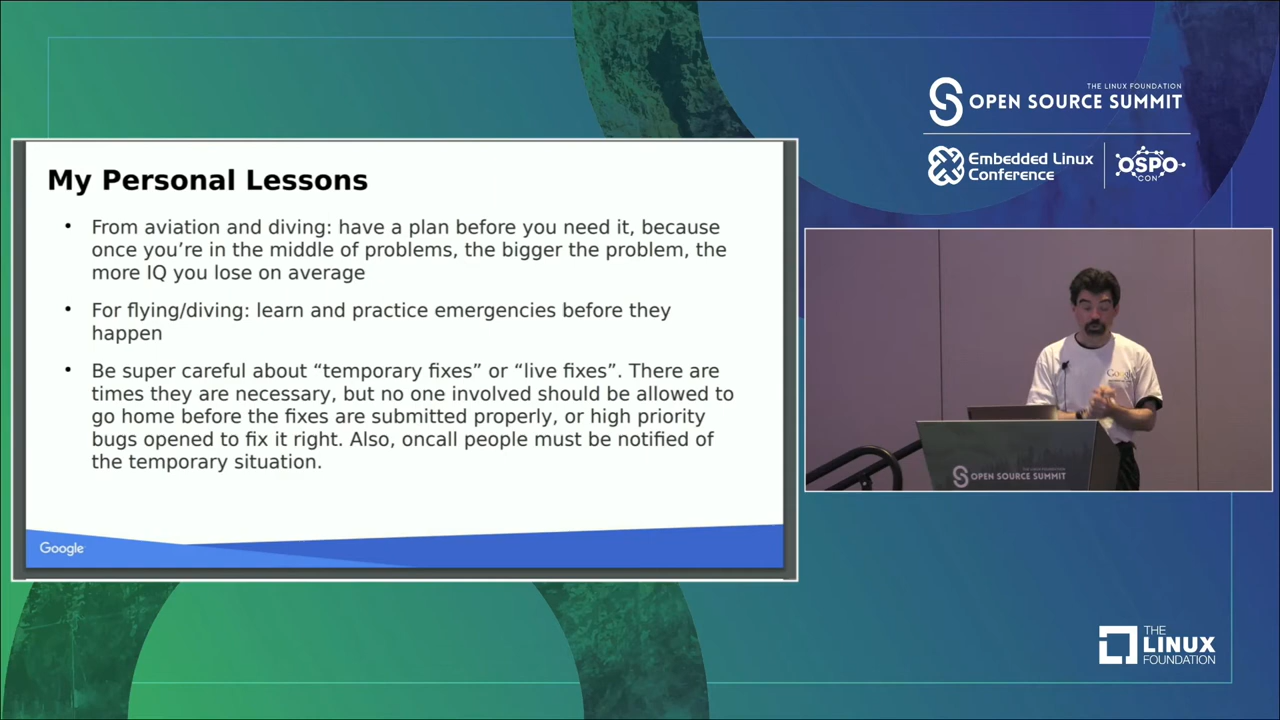 THE LINUX FOUNDATION
OPEN SOURCE SUMMIT
Embedded Linux
Conference
OSPO
CON
My Personal Lessons
• From aviation and diving: have a plan before you need it, because
once you’re in the middle of problems, the bigger the problem, the
more IQ you lose on average
• For flying/diving: learn and practice emergencies before they
happen
• Be super careful about “temporary fixes” or “live fixes”. There are
times they are necessary, but no one involved should be allowed to
go home before the fixes are submitted properly, or high priority
bugs opened to fix it right. Also, oncall people must be notified of
the temporary situation.
Google
Google
OPEN SOURCE SUMMIT
THE
LINUX
FOUNDATION